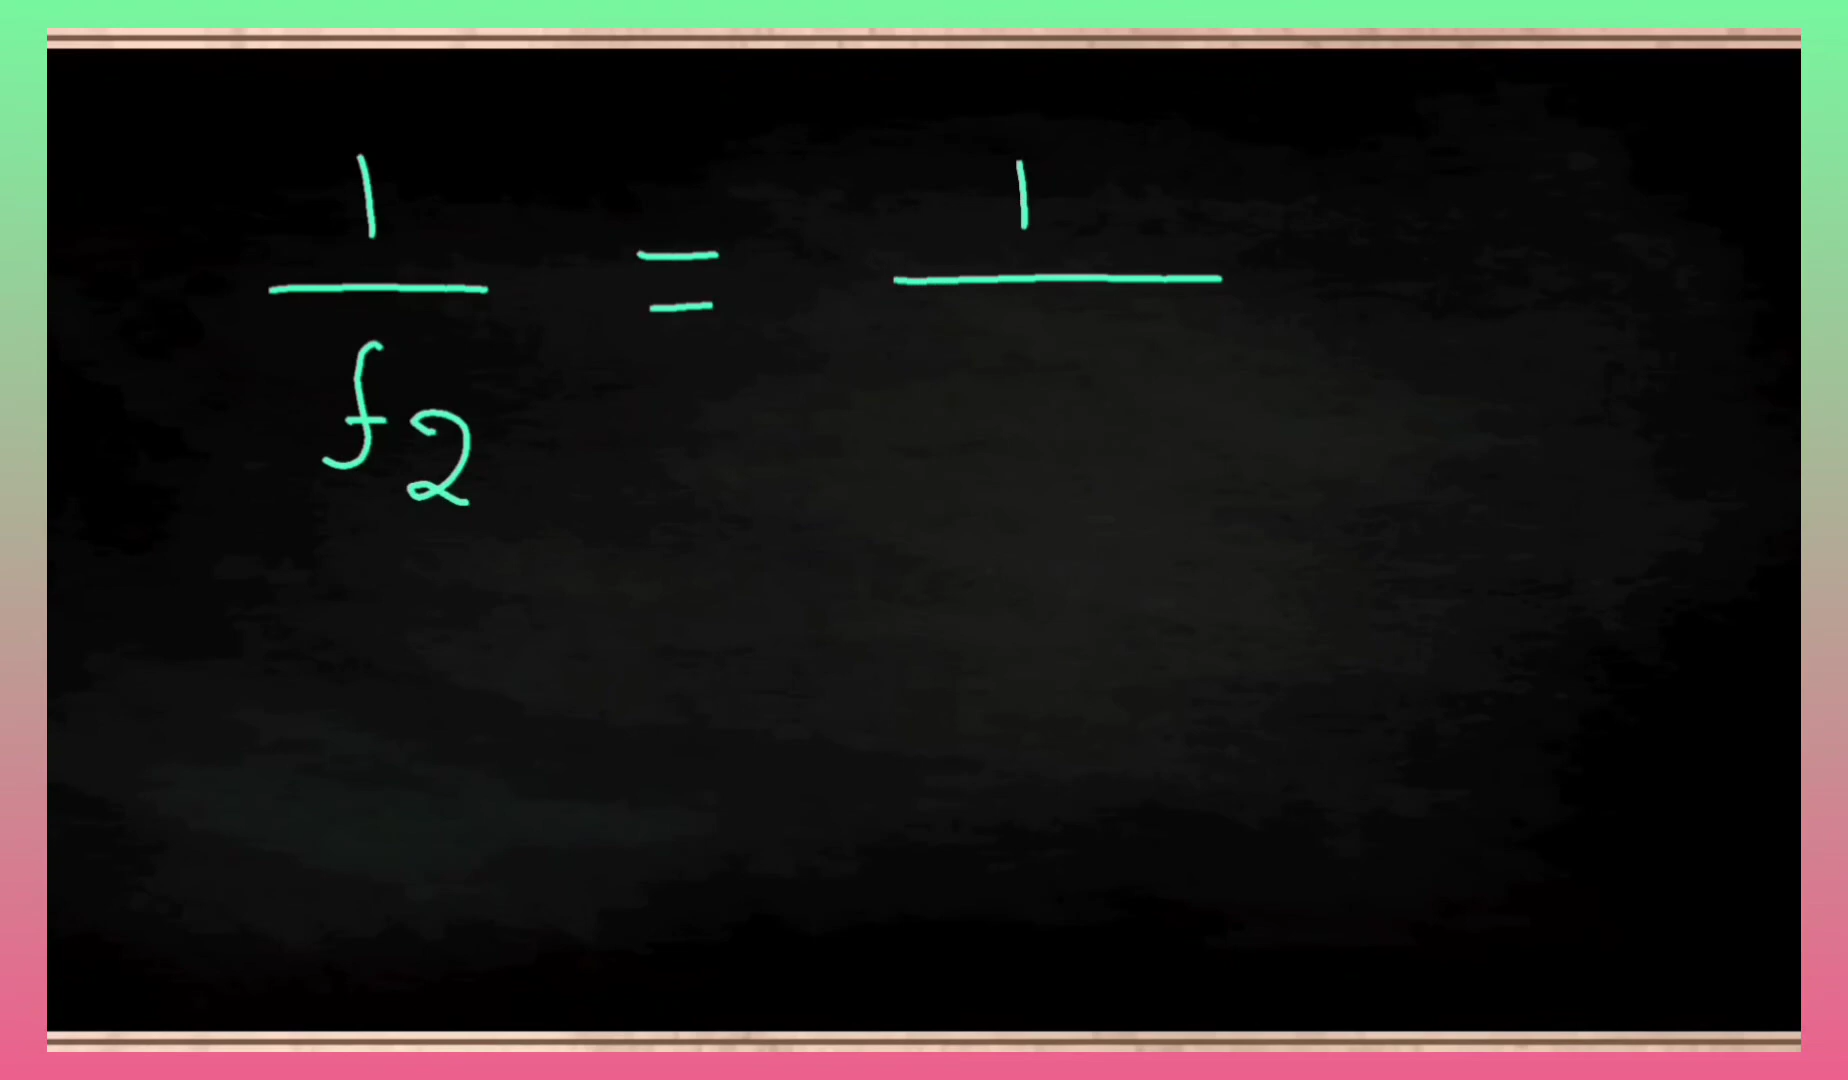 1/f₂ = 1/